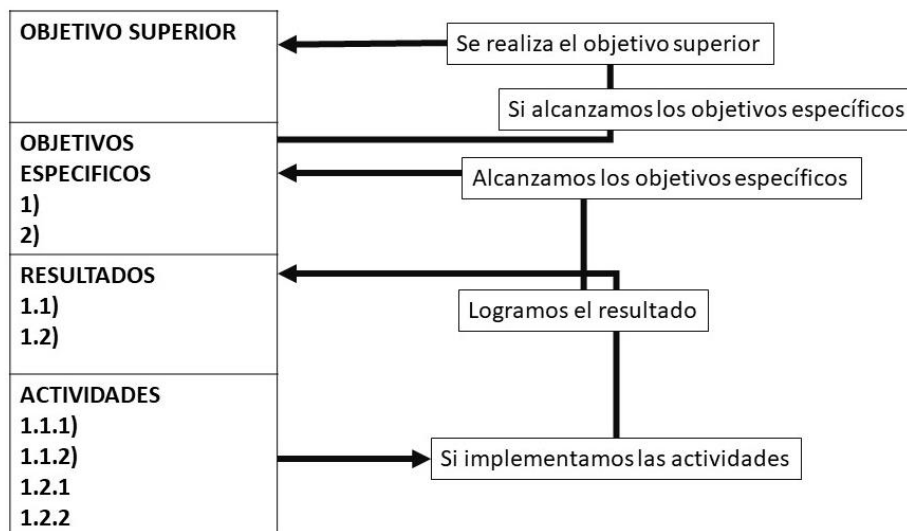 OBJETIVO SUPERIOR
Se realiza el objetivo superior
Si alcanzamos los objetivos específicos
OBJETIVOS
ESPECIFICOS
1)
2)
Alcanzamos los objetivos específicos
RESULTADOS
1.1)
1.2)
Logramos el resultado
ACTIVIDADES
1.1.1)
1.1.2)
1.2.1
1.2.2
Si implementamos las actividades